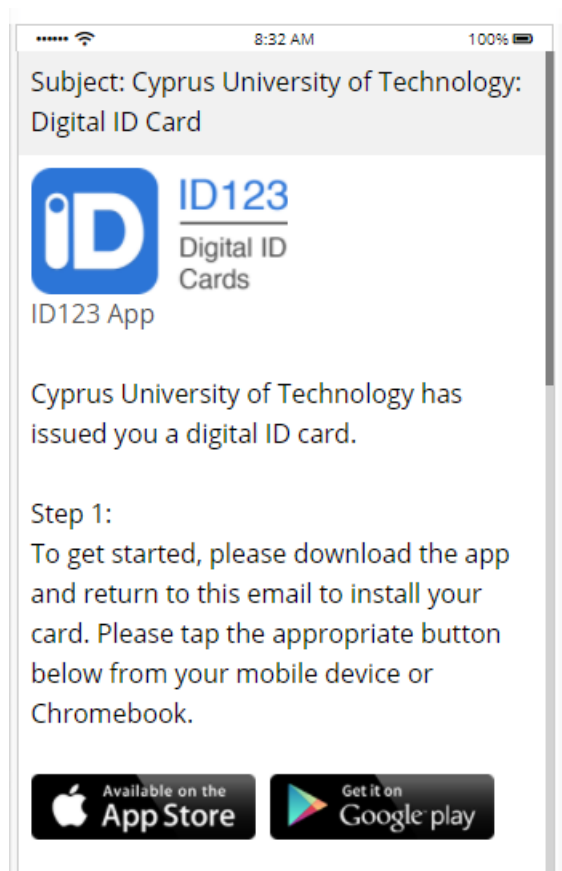 8:32 AM
100%
Subject: Cyprus University of Technology:
Digital ID Card
iD
ID123
Digital ID
Cards
ID123 App
Cyprus University of Technology has
issued you a digital ID card.
Step 1:
To get started, please download the app
and return to this email to install your
card. Please tap the appropriate button
below from your mobile device or
Chromebook.
Available on the
App Store
Get it on
Google play